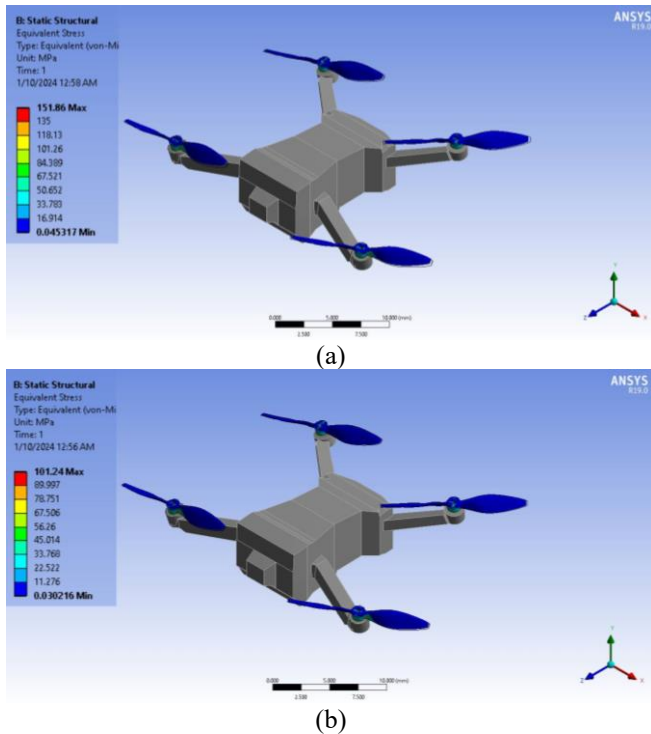 B: Static Structural
Equivalent Stress
Type: Equivalent (von-Mi
Unit: MPa
Time: 1
1/10/2024 12:58 AM
151.86 Max
135
118.13
101.26
84.389
67.521
50.652
33.783
16.914
0.045317 Min
ANSYS
R19.0
0.000 5.000 10.000 (mm)
2.500 7.500
Y
Z X
(a)
B: Static Structural
Equivalent Stress
Type: Equivalent (von-Mi
Unit: MPa
Time: 1
1/10/2024 12:56 AM
101.24 Max
89.997
78.751
67.506
56.26
45.014
33.768
22.522
11.276
0.030216 Min
ANSYS
R19.0
0.000 5.000 10.000 (mm)
2.500 7.500
Y
Z X
(b)